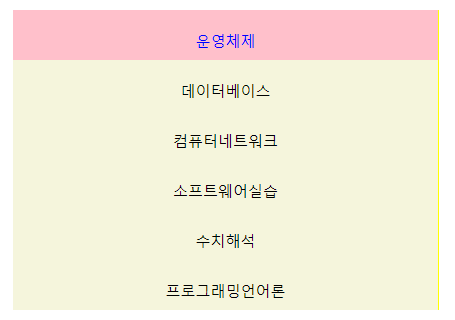 운영체제
데이터베이스
컴퓨터네트워크
소프트웨어실습
수치해석
프로그래밍언어론